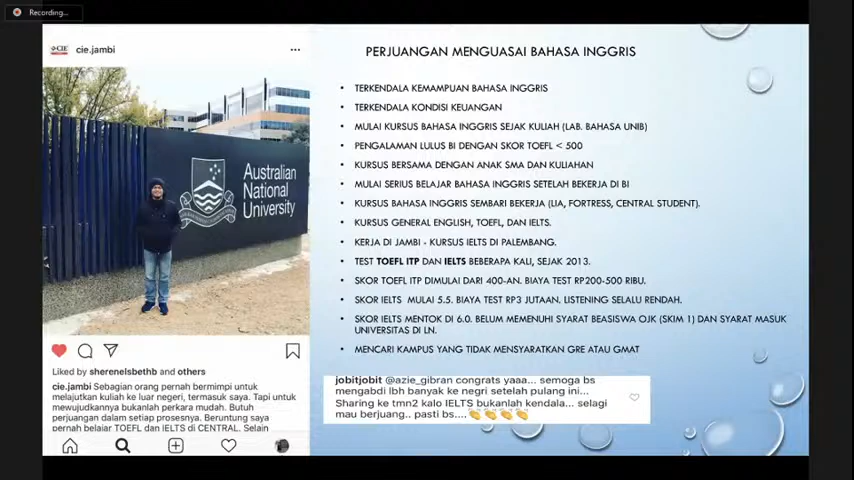 Recording...
CIE
cie.jambi
Australian
National
University
Liked by sherenelsbethb and others
cie.jambi Sebagian orang pernah bermimpi untuk
melajutkan kuliah ke luar negeri, termasuk saya. Tapi untuk
mewujudkannya bukanlah perkara mudah. Butuh
perjuangan dalam setiap prosesnya. Beruntung saya
pernah belajar TOEFL dan IELTS di CENTRAL. Selain
PERJUANGAN MENGUASAI BAHASA INGGRIS
• TERKENDALA KEMAMPUAN BAHASA INGGRIS
• TERKENDALA KONDISI KEUANGAN
• MULAI KURSUS BAHASA INGGRIS SEJAK KULIAH (LAB. BAHASA UNIB)
• PENGALAMAN LULUS BI DENGAN SKOR TOEFL < 500
• KURSUS BERSAMA DENGAN ANAK SMA DAN KULIAHAN
• MULAI SERIUS BELAJAR BAHASA INGGRIS SETELAH BEKERJA DI BI
• KURSUS BAHASA INGGRIS SEMBARI BEKERJA (LIA, FORTRESS, CENTRAL STUDENT).
• KURSUS GENERAL ENGLISH, TOEFL, DAN IELTS.
• KERJA DI JAMBI - KURSUS IELTS DI PALEMBANG.
• TEST TOEFL ITP DAN IELTS BEBERAPA KALI, SEJAK 2013.
• SKOR TOEFL ITP DIMULAI DARI 400-AN. BIAYA TEST RP200-500 RIBU.
• SKOR IELTS MULAI 5.5. BIAYA TEST RP3 JUTAAN. LISTENING SELALU RENDAH.
• SKOR IELTS MENTOK DI 6.0. BELUM MEMENUHI SYARAT BEASISWA OJK (SKIM 1) DAN SYARAT MASUK
UNIVERSITAS DI LN.
• MENCARI KAMPUS YANG TIDAK MENSYARATKAN GRE ATAU GMAT
jobitjobit @azie_gibran congrats yaaa... semoga bs
mengabdi lbh banyak ke negri setelah pulang ini...
Sharing ke tmn2 kalo IELTS bukanlah kendala... selagi
mau berjuang.. pasti bs....👏👏👏👏